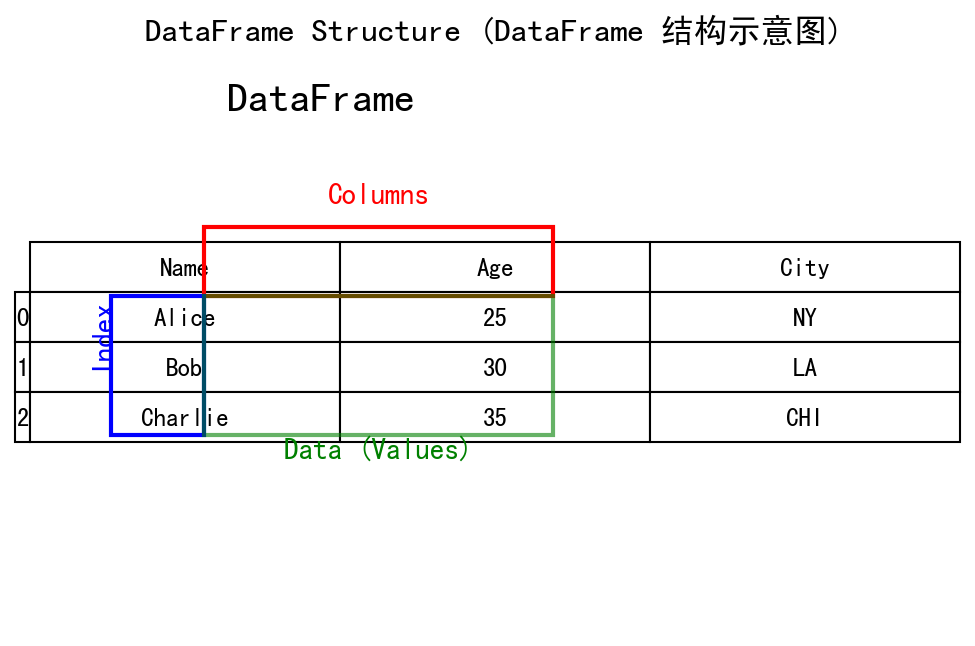 DataFrame Structure (DataFrame 结构示意图)
DataFrame
Columns
Name Age City
0 Alice 25 NY
1 Bob 30 LA
2 Charlie 35 CHI
Index
Data (Values)